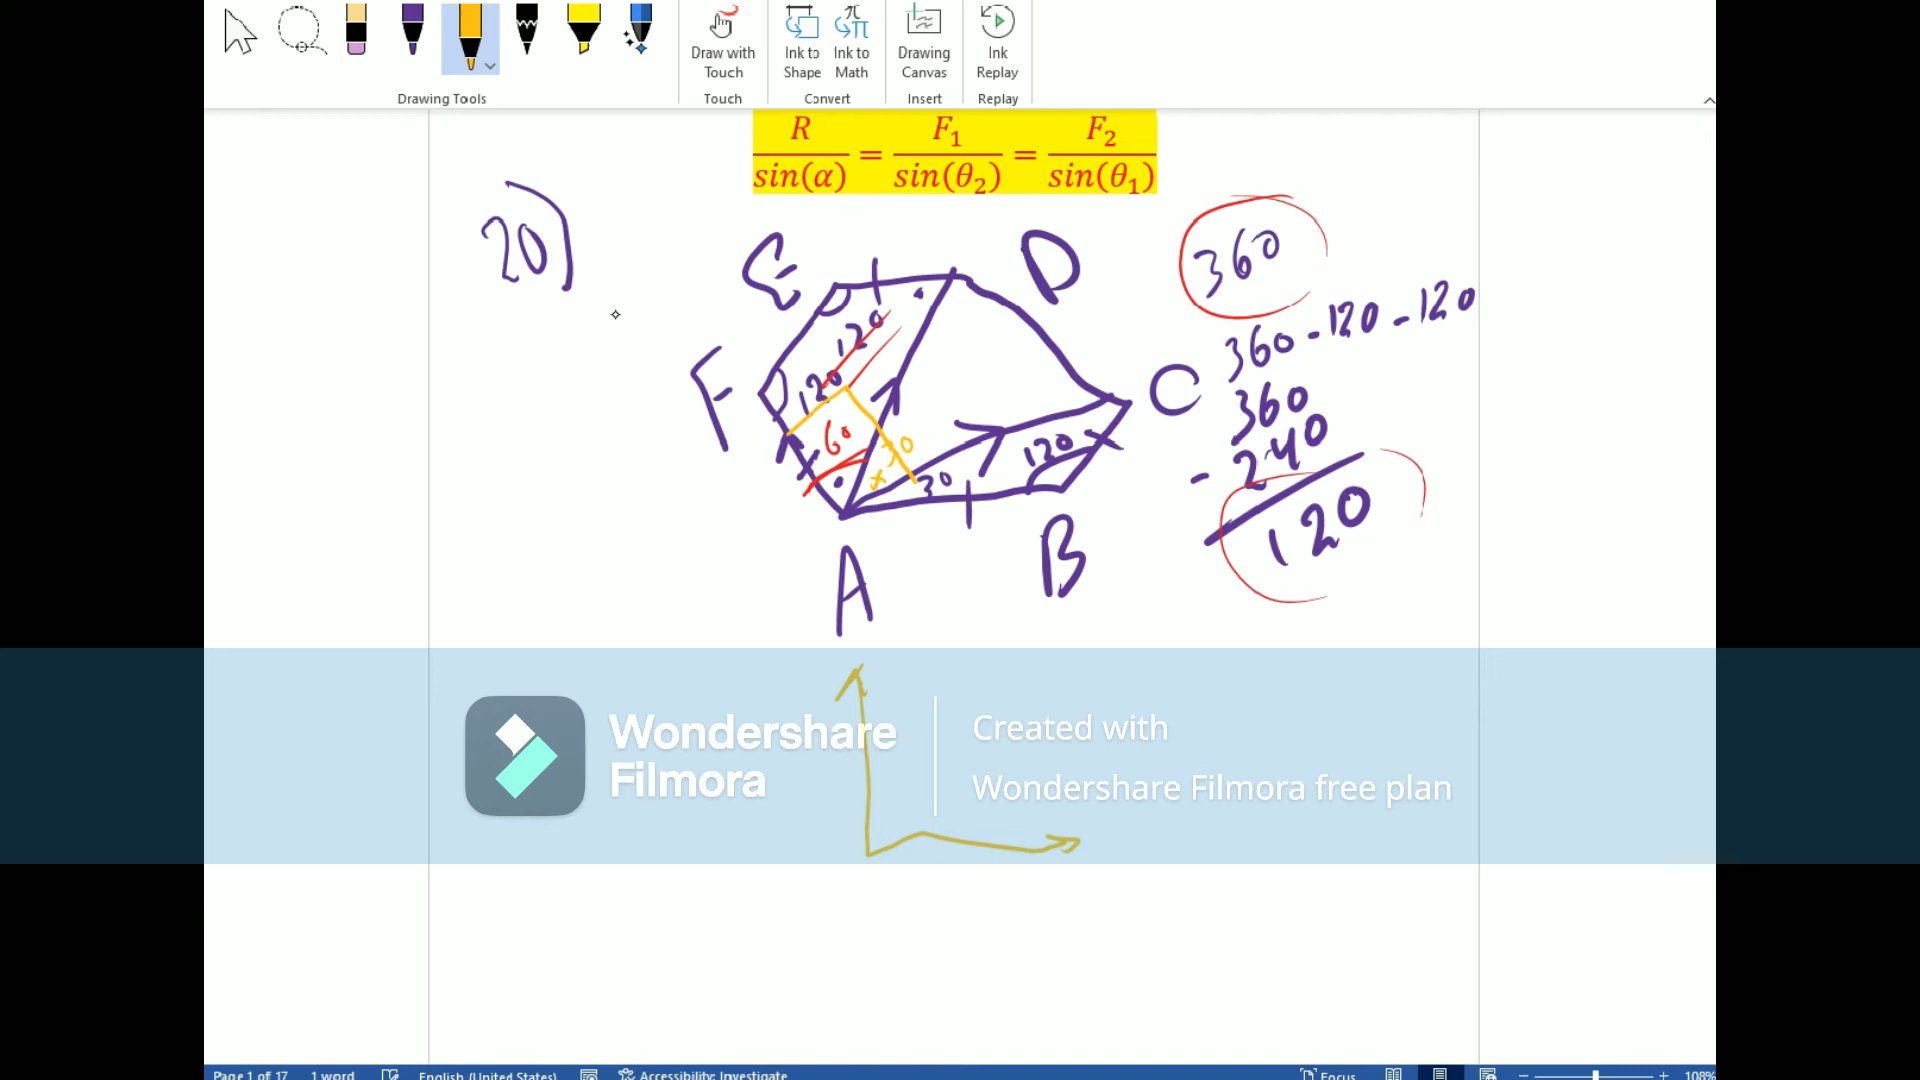 Draw with Touch
Ink to Shape
Ink to Math
Drawing Canvas
Ink Replay
Drawing Tools
Touch
Convert
Insert
Replay
R/sin(α) = F₁/sin(θ₂) = F₂/sin(θ₁)
20)
E
D
360
360-120-120
F
120
120
C
360
- 240
60
30
x
30
120
120
B
A
Wondershare
Filmora
Created with
Wondershare Filmora free plan
Page 1 of 17
1 word
English (United States)
Accessibility: Investigate
Focus
108%